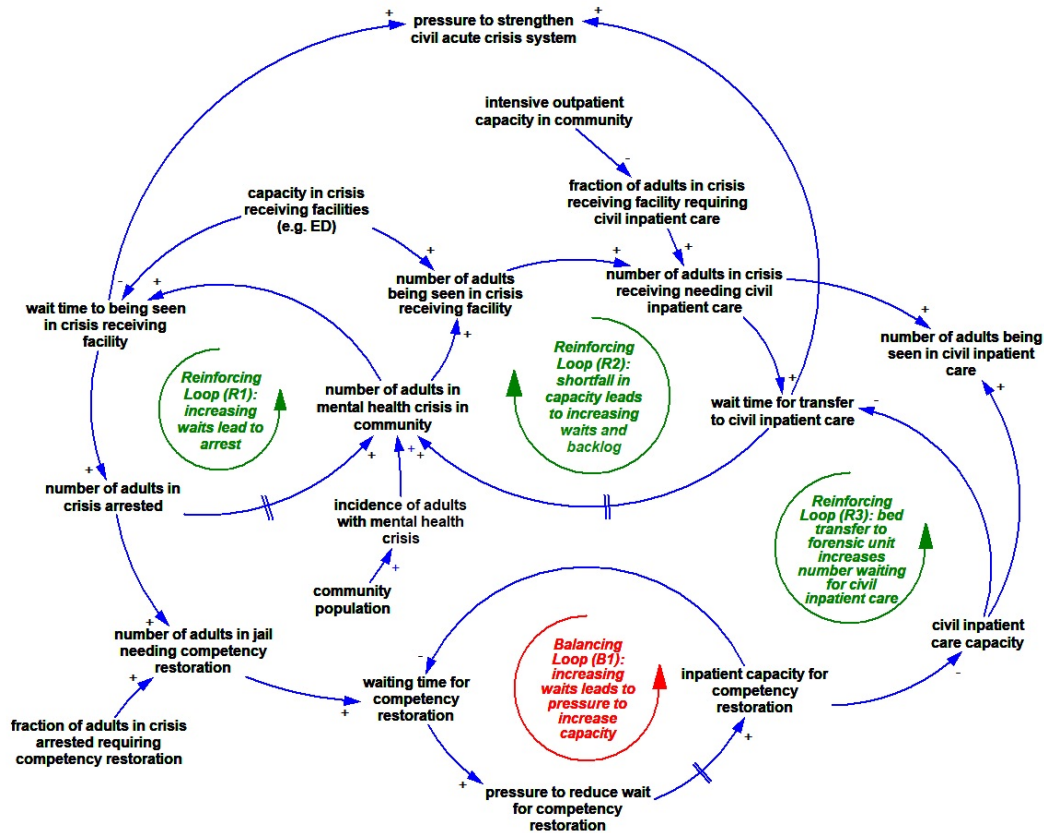 pressure to strengthen
civil acute crisis system
intensive outpatient
capacity in community
fraction of adults in crisis
receiving facility requiring
civil inpatient care
capacity in crisis
receiving facilities
(e.g. ED)
number of adults
being seen in crisis
receiving facility
number of adults in crisis
receiving needing civil
inpatient care
wait time to being seen
in crisis receiving
facility
number of adults being
seen in civil inpatient
care
Reinforcing
Loop (R1):
increasing
waits lead to
arrest
number of adults in
mental health crisis in
community
Reinforcing
Loop (R2):
shortfall in
capacity leads
to increasing
waits and
backlog
wait time for transfer
to civil inpatient care
number of adults in
crisis arrested
incidence of adults
with mental health
crisis
Reinforcing
Loop (R3): bed
transfer to
forensic unit
increases
number waiting
for civil
inpatient care
community
population
number of adults in jail
needing competency
restoration
civil inpatient
care capacity
waiting time for
competency
restoration
Balancing
Loop (B1):
increasing
waits leads to
pressure to
increase
capacity
inpatient capacity for
competency
restoration
fraction of adults in crisis
arrested requiring
competency restoration
pressure to reduce wait
for competency
restoration